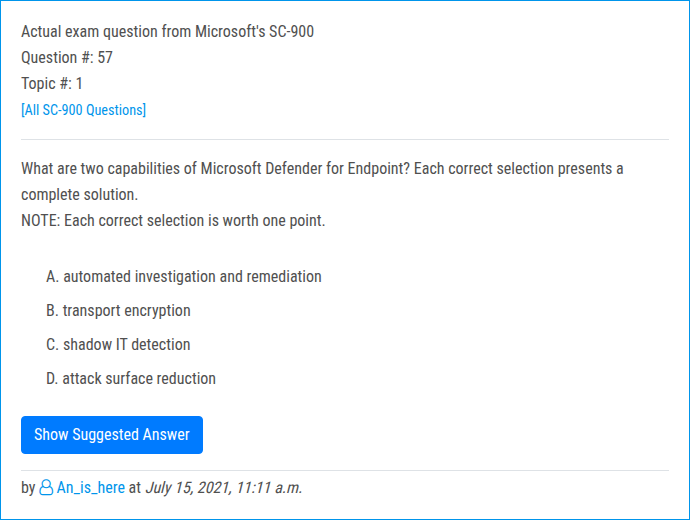 Actual exam question from Microsoft's SC-900
Question #: 57
Topic #: 1
[All SC-900 Questions]
What are two capabilities of Microsoft Defender for Endpoint? Each correct selection presents a
complete solution.
NOTE: Each correct selection is worth one point.
A. automated investigation and remediation
B. transport encryption
C. shadow IT detection
D. attack surface reduction
Show Suggested Answer
by An_is_here at July 15, 2021, 11:11 a.m.